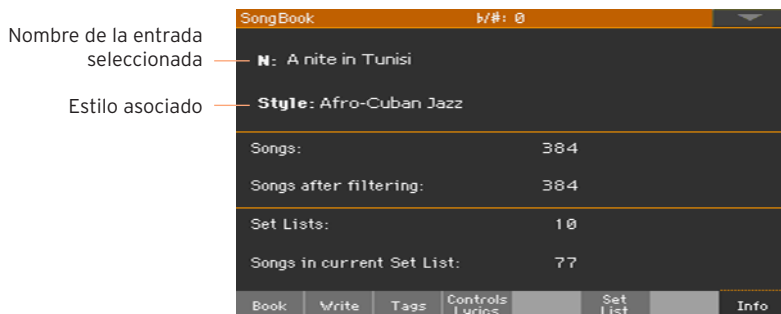 SongBook ♭/#: 0
Nombre de la entrada
seleccionada
N: A nite in Tunisi
Estilo asociado
Style: Afro-Cuban Jazz
Songs: 384
Songs after filtering: 384
Set Lists: 10
Songs in current Set List: 77
Book Write Tags Controls Lyrics Set List Info